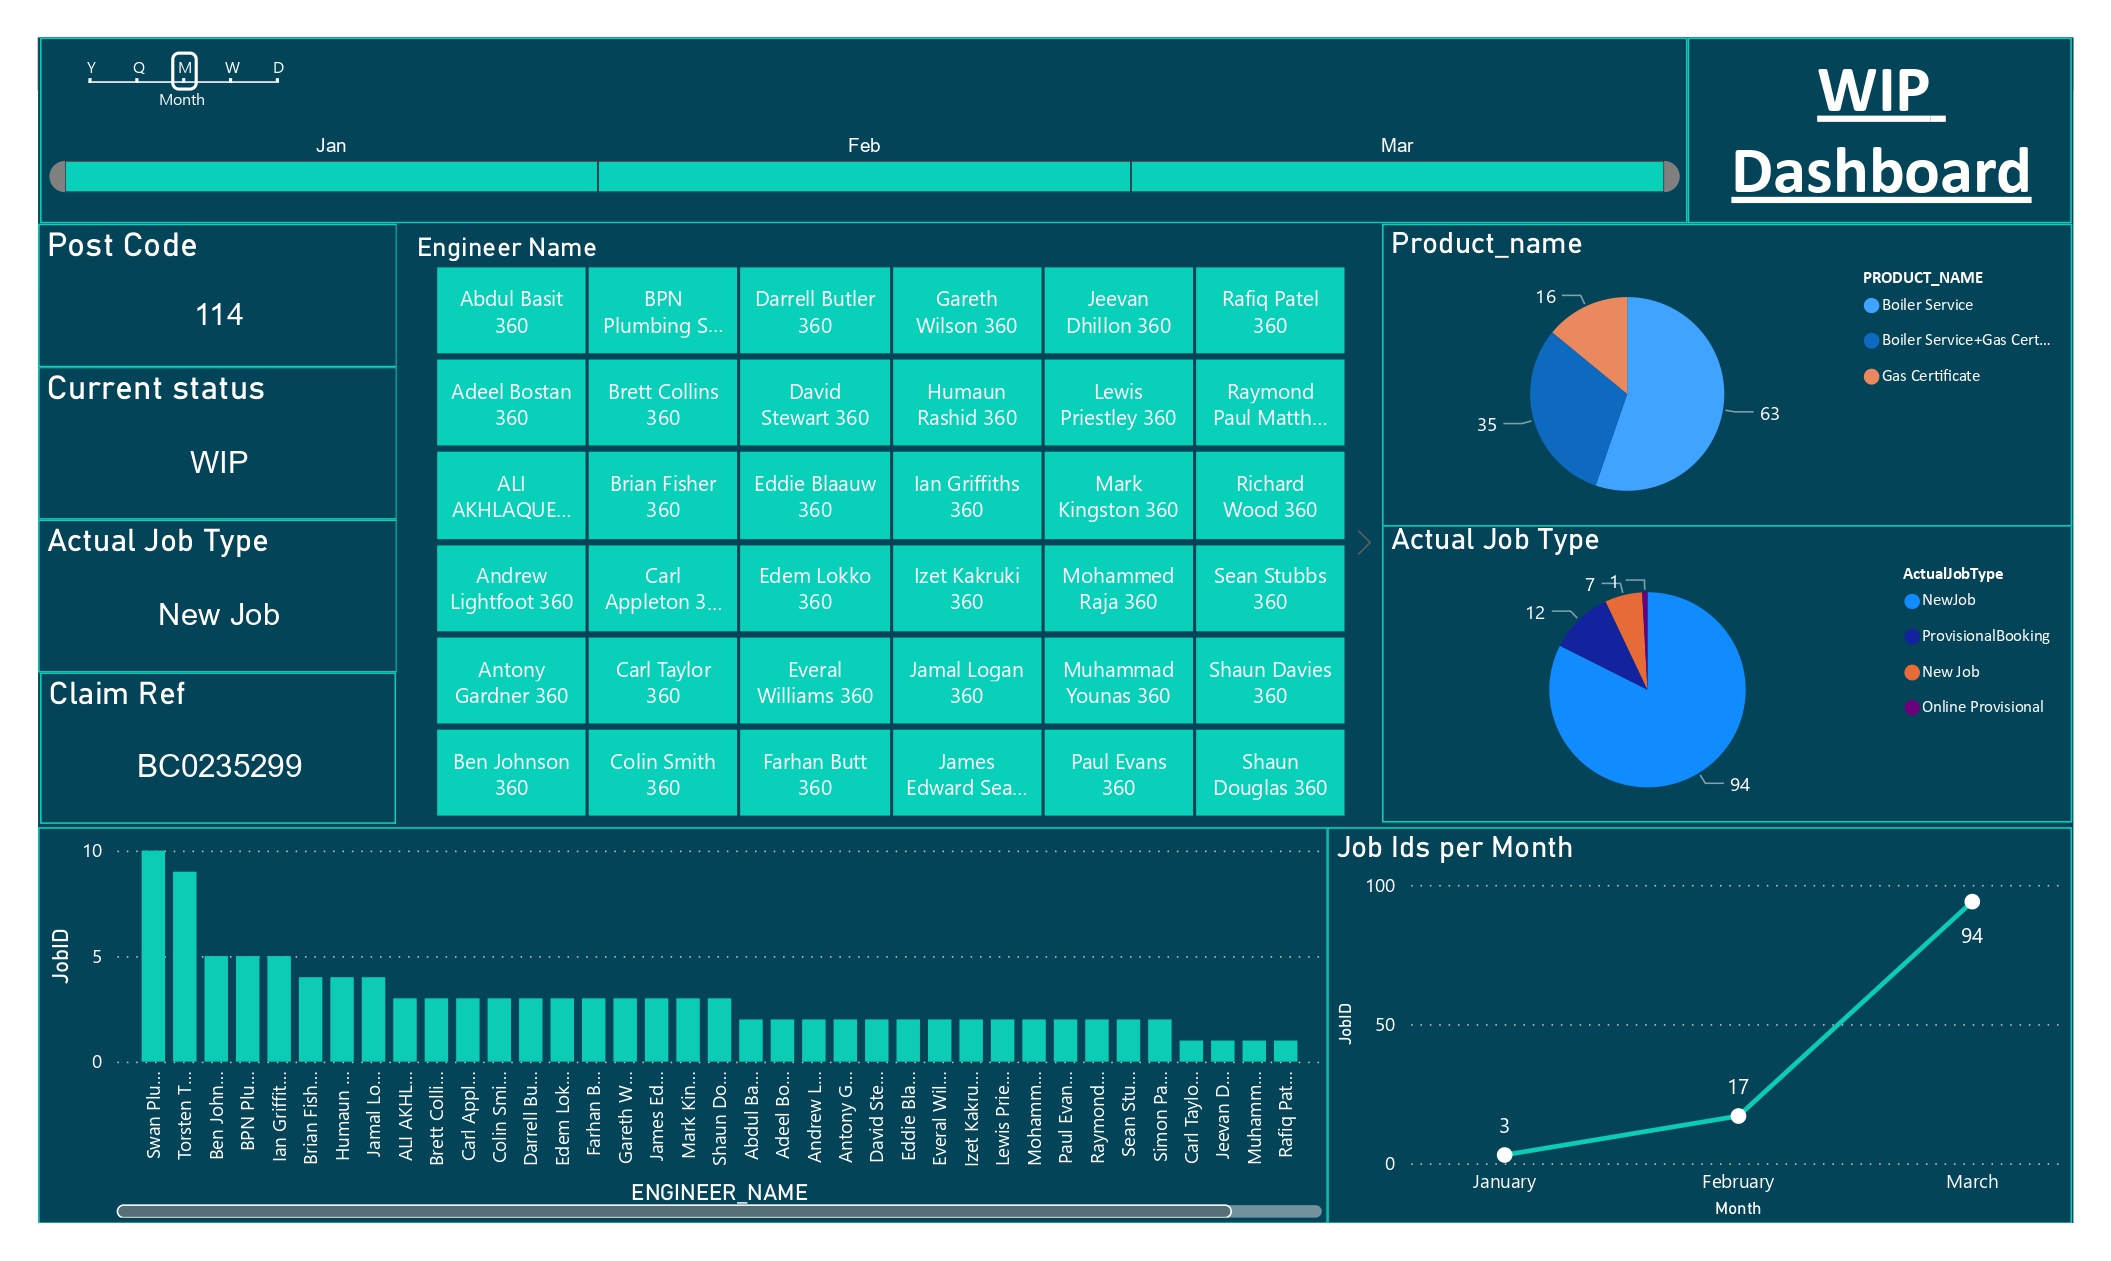 Y Q M W D
Month
Jan Feb Mar
WIP
Dashboard
Post Code
114
Current status
WIP
Actual Job Type
New Job
Claim Ref
BC0235299
Engineer Name
Abdul Basit
360
BPN
Plumbing S...
Darrell Butler
360
Gareth
Wilson 360
Jeevan
Dhillon 360
Rafiq Patel
360
Adeel Bostan
360
Brett Collins
360
David
Stewart 360
Humaun
Rashid 360
Lewis
Priestley 360
Raymond
Paul Matth...
ALI
AKHLAQUE...
Brian Fisher
360
Eddie Blaauw
360
Ian Griffiths
360
Mark
Kingston 360
Richard
Wood 360
Andrew
Lightfoot 360
Carl
Appleton 3...
Edem Lokko
360
Izet Kakruki
360
Mohammed
Raja 360
Sean Stubbs
360
Antony
Gardner 360
Carl Taylor
360
Everal
Williams 360
Jamal Logan
360
Muhammad
Younas 360
Shaun Davies
360
Ben Johnson
360
Colin Smith
360
Farhan Butt
360
James
Edward Sea...
Paul Evans
360
Shaun
Douglas 360
Product_name
16
35
63
PRODUCT_NAME
Boiler Service
Boiler Service+Gas Cert...
Gas Certificate
Actual Job Type
7
1
12
94
ActualJobType
NewJob
ProvisionalBooking
New Job
Online Provisional
10
5
0
JobID
Swan Plu...
Torsten T...
Ben John...
BPN Plu...
Ian Griffit...
Brian Fish...
Humaun ...
Jamal Lo...
ALI AKHL...
Brett Colli...
Carl Appl...
Colin Smi...
Darrell Bu...
Edem Lok...
Farhan B...
Gareth W...
James Ed...
Mark Kin...
Shaun Do...
Abdul Ba...
Adeel Bo...
Andrew L...
Antony G...
David Ste...
Eddie Bla...
Everal Wil...
Izet Kakru...
Lewis Prie...
Mohamm...
Paul Evan...
Raymond...
Sean Stu...
Simon Pa...
Carl Taylo...
Jeevan D...
Muhamm...
Rafiq Pat...
ENGINEER_NAME
Job Ids per Month
100
50
0
JobID
3
17
94
January February March
Month